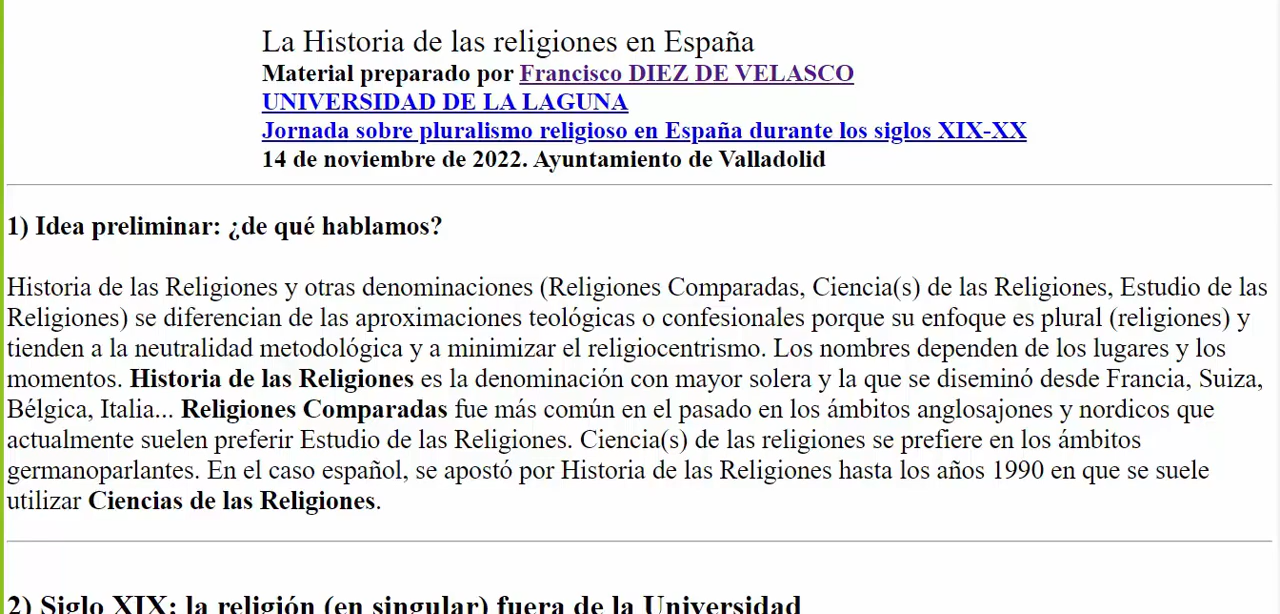 La Historia de las religiones en España
Material preparado por Francisco DIEZ DE VELASCO
UNIVERSIDAD DE LA LAGUNA
Jornada sobre pluralismo religioso en España durante los siglos XIX-XX
14 de noviembre de 2022. Ayuntamiento de Valladolid
1) Idea preliminar: ¿de qué hablamos?
Historia de las Religiones y otras denominaciones (Religiones Comparadas, Ciencia(s) de las Religiones, Estudio de las
Religiones) se diferencian de las aproximaciones teológicas o confesionales porque su enfoque es plural (religiones) y
tienden a la neutralidad metodológica y a minimizar el religiocentrismo. Los nombres dependen de los lugares y los
momentos. Historia de las Religiones es la denominación con mayor solera y la que se diseminó desde Francia, Suiza,
Bélgica, Italia... Religiones Comparadas fue más común en el pasado en los ámbitos anglosajones y nordicos que
actualmente suelen preferir Estudio de las Religiones. Ciencia(s) de las religiones se prefiere en los ámbitos
germanoparlantes. En el caso español, se apostó por Historia de las Religiones hasta los años 1990 en que se suele
utilizar Ciencias de las Religiones.
2) Siglo XIX: la religión (en singular) fuera de la Universidad